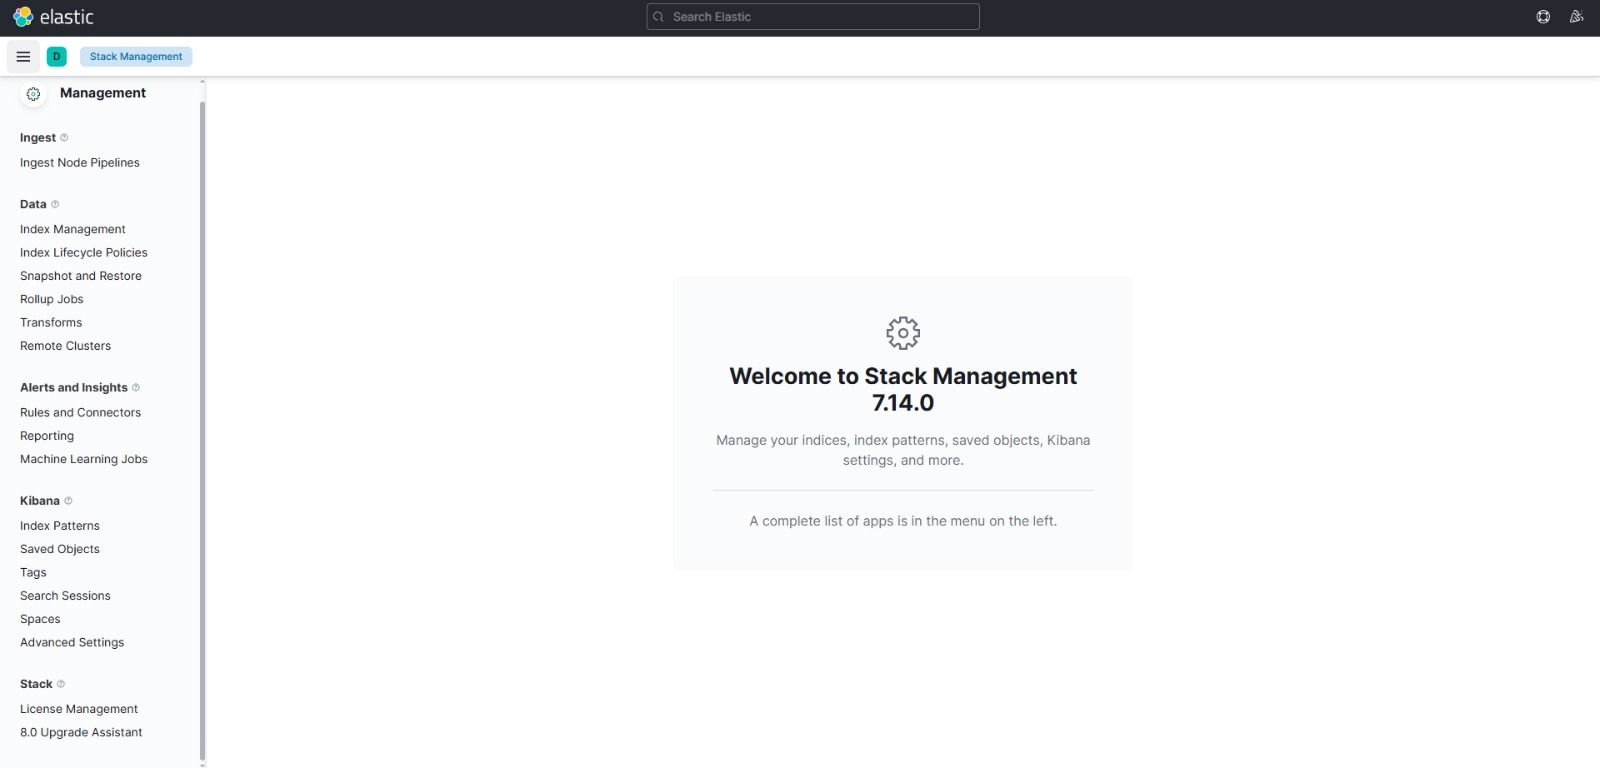 elastic
Search Elastic
D
Stack Management
Management
Ingest
Ingest Node Pipelines
Data
Index Management
Index Lifecycle Policies
Snapshot and Restore
Rollup Jobs
Transforms
Remote Clusters
Alerts and Insights
Rules and Connectors
Reporting
Machine Learning Jobs
Kibana
Index Patterns
Saved Objects
Tags
Search Sessions
Spaces
Advanced Settings
Stack
License Management
8.0 Upgrade Assistant
Welcome to Stack Management
7.14.0
Manage your indices, index patterns, saved objects, Kibana
settings, and more.
A complete list of apps is in the menu on the left.